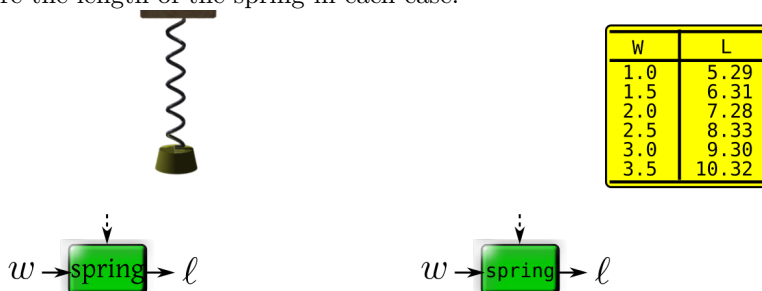 the length of the spring in each case.
W L
1.0 5.29
1.5 6.31
2.0 7.28
2.5 8.33
3.0 9.30
3.5 10.32
w spring ℓ
w spring ℓ